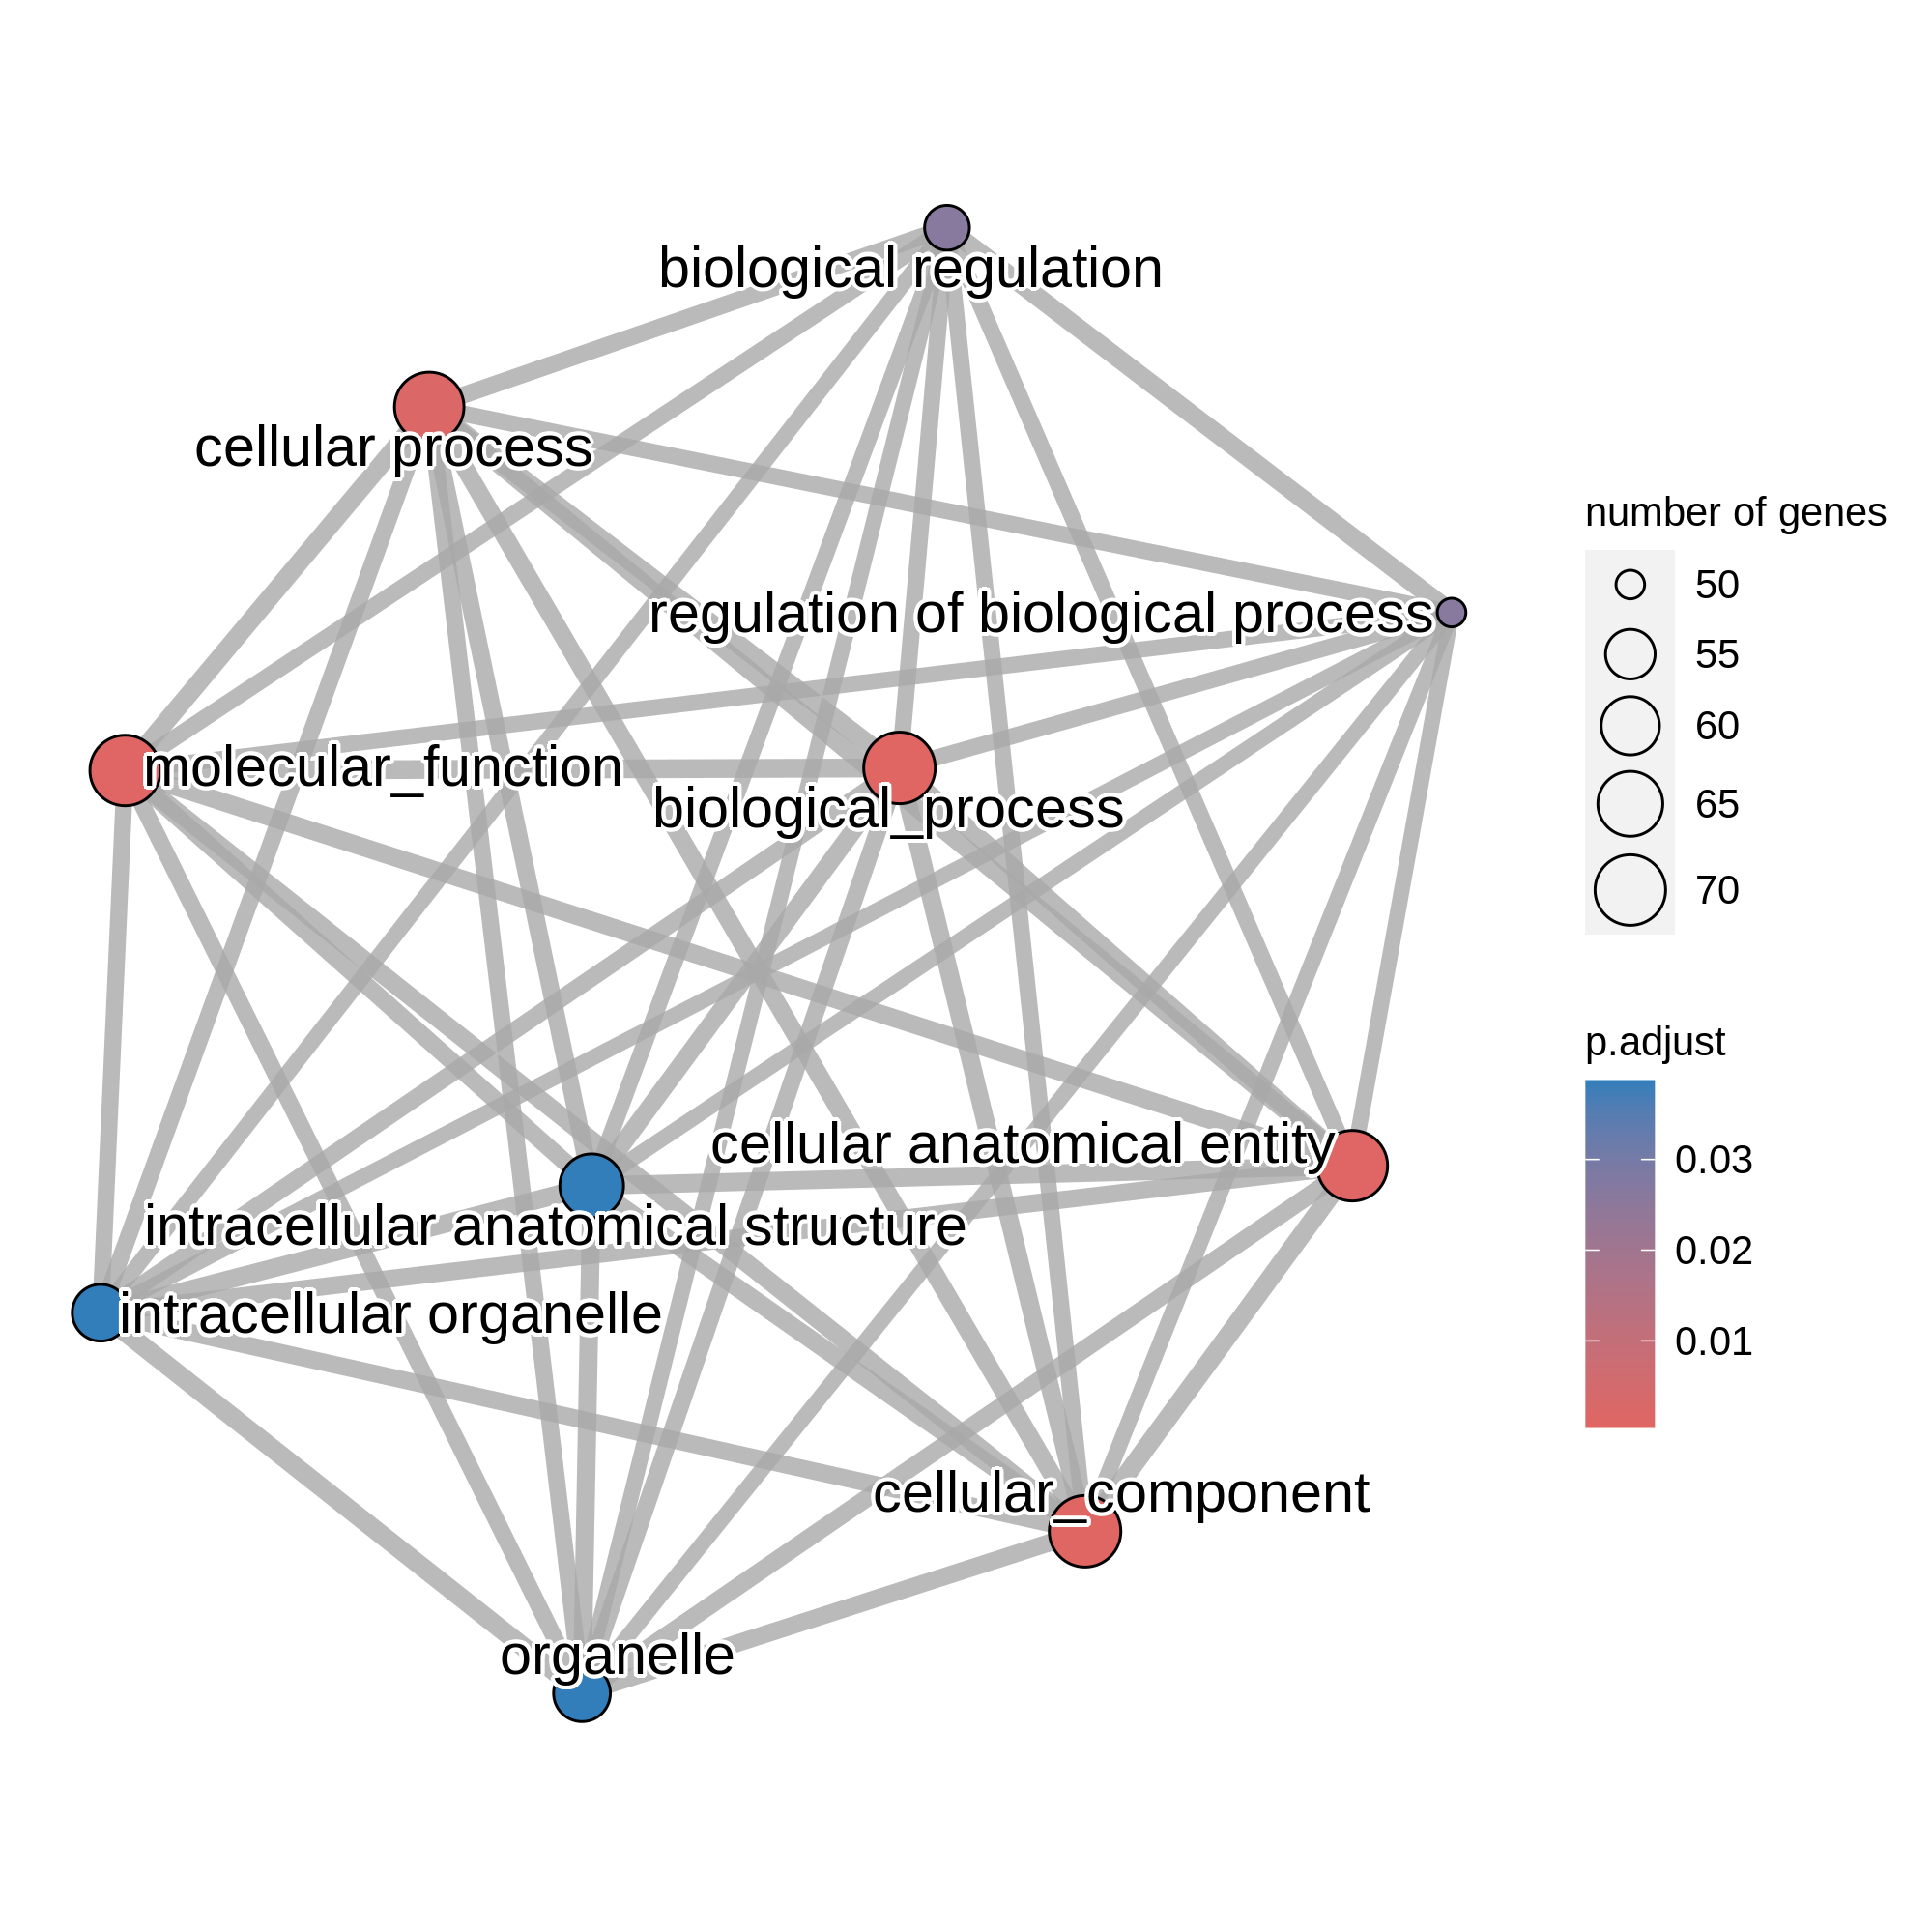 biological regulation
cellular process
regulation of biological process
molecular_function
biological_process
cellular anatomical entity
intracellular anatomical structure
intracellular organelle
cellular_component
organelle
number of genes
50
55
60
65
70
p.adjust
0.03
0.02
0.01